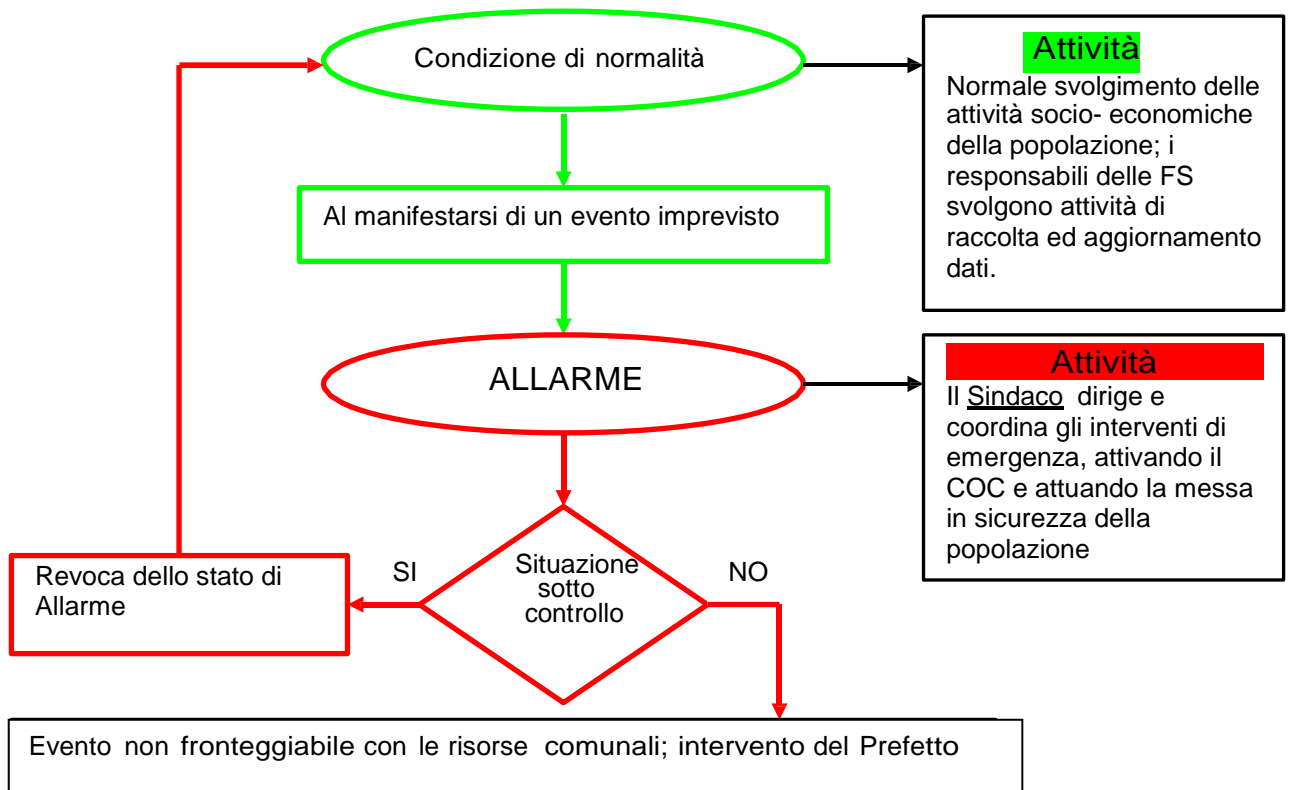 Condizione di normalità
Attività
Normale svolgimento delle
attività socio- economiche
della popolazione; i
responsabili delle FS
svolgono attività di
raccolta ed aggiornamento
dati.
Al manifestarsi di un evento imprevisto
ALLARME
Attività
Il Sindaco dirige e
coordina gli interventi di
emergenza, attivando il
COC e attuando la messa
in sicurezza della
popolazione
Situazione
sotto
controllo
SI
NO
Revoca dello stato di
Allarme
Evento non fronteggiabile con le risorse comunali; intervento del Prefetto